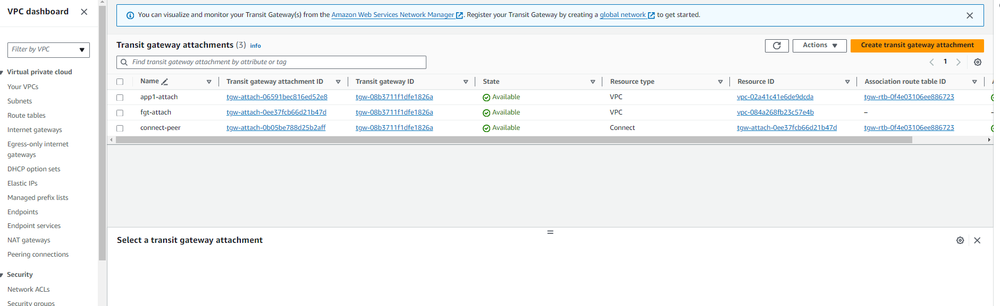 VPC dashboard
Filter by VPC
Virtual private cloud
Your VPCs
Subnets
Route tables
Internet gateways
Egress-only internet
gateways
DHCP option sets
Elastic IPs
Managed prefix lists
Endpoints
Endpoint services
NAT gateways
Peering connections
Security
Network ACLs
Security groups
You can visualize and monitor your Transit Gateway(s) from the Amazon Web Services Network Manager. Register your Transit Gateway by creating a global network to get started.
Transit gateway attachments (3) info
Actions
Create transit gateway attachment
Find transit gateway attachment by attribute or tag
1
Name Transit gateway attachment ID Transit gateway ID State Resource type Resource ID Association route table ID
app1-attach tgw-attach-06591bec816ed52e8 tgw-08b3711f1dfe1826a Available VPC vpc-02a41c41e6de9dcda tgw-rtb-0f4e03106ee886723
fgt-attach tgw-attach-0ee37fcb66d21b47d tgw-08b3711f1dfe1826a Available VPC vpc-084a268fb23c57e4b – –
connect-peer tgw-attach-0b05be788d25b2aff tgw-08b3711f1dfe1826a Available Connect tgw-attach-0ee37fcb66d21b47d tgw-rtb-0f4e03106ee886723
Select a transit gateway attachment